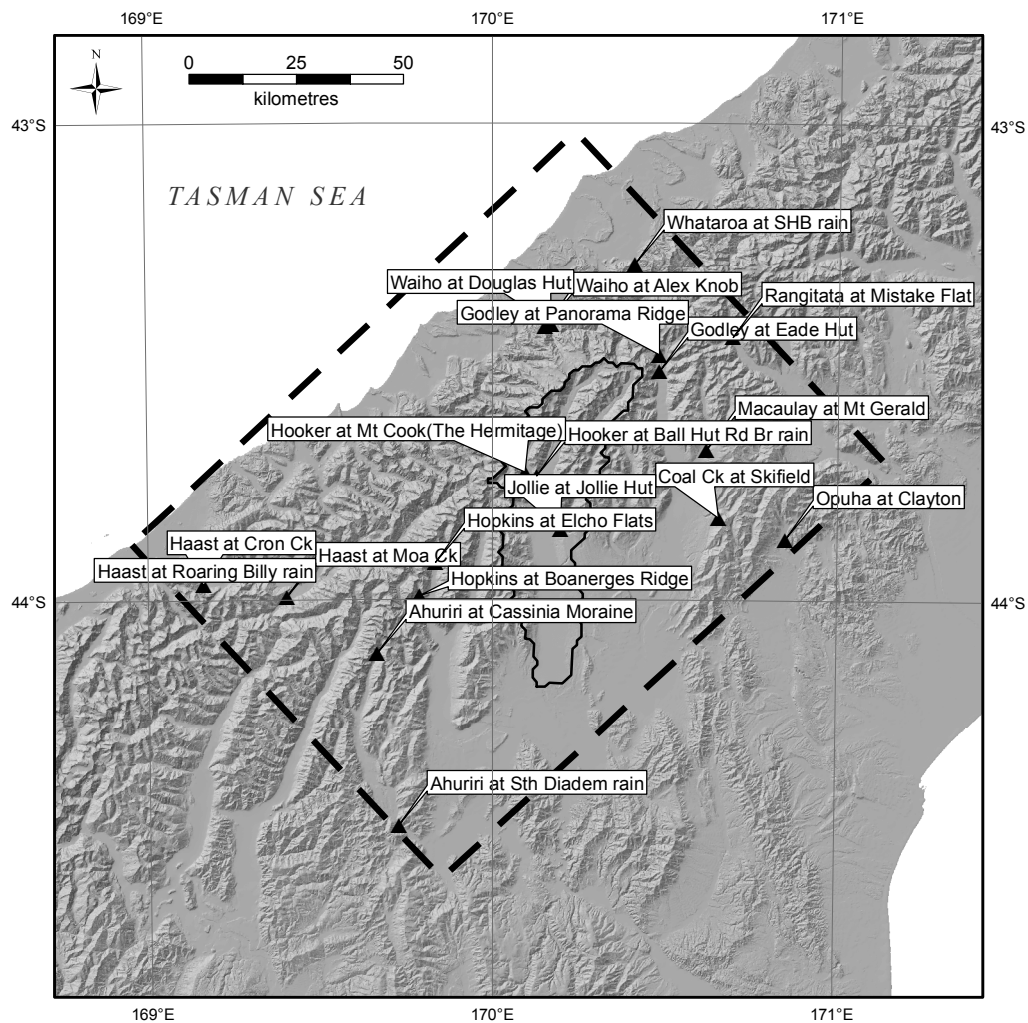 169°E 170°E 171°E
N
0 25 50
kilometres
43°S 43°S
TASMAN SEA
Whataroa at SHB rain
Waiho at Douglas Hut
Waiho at Alex Knob
Rangitata at Mistake Flat
Godley at Panorama Ridge
Godley at Eade Hut
Macaulay at Mt Gerald
Hooker at Mt Cook(The Hermitage)
Hooker at Ball Hut Rd Br rain
Coal Ck at Skifield
Jollie at Jollie Hut
Opuha at Clayton
Hopkins at Elcho Flats
Haast at Cron Ck
Haast at Moa Ck
Haast at Roaring Billy rain
Hopkins at Boanerges Ridge
44°S 44°S
Ahuriri at Cassinia Moraine
Ahuriri at Sth Diadem rain
169°E 170°E 171°E